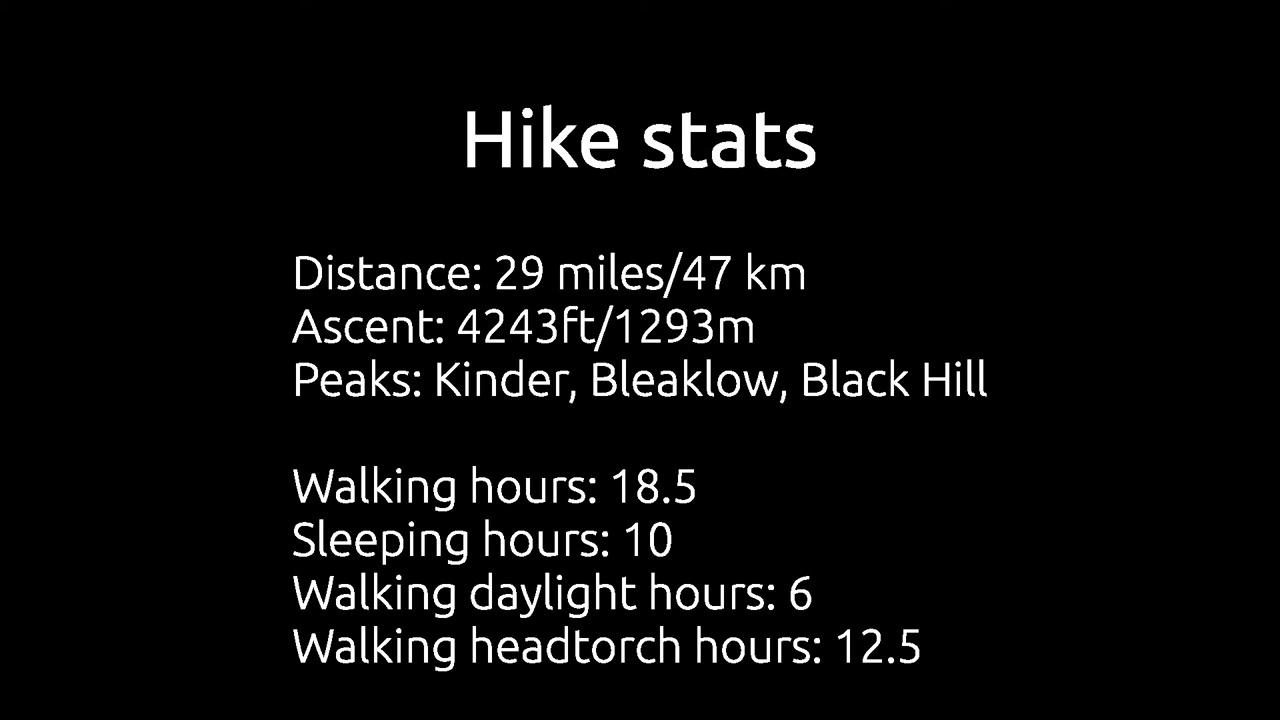 Hike stats
Distance: 29 miles/47 km
Ascent: 4243ft/1293m
Peaks: Kinder, Bleaklow, Black Hill
Walking hours: 18.5
Sleeping hours: 10
Walking daylight hours: 6
Walking headtorch hours: 12.5